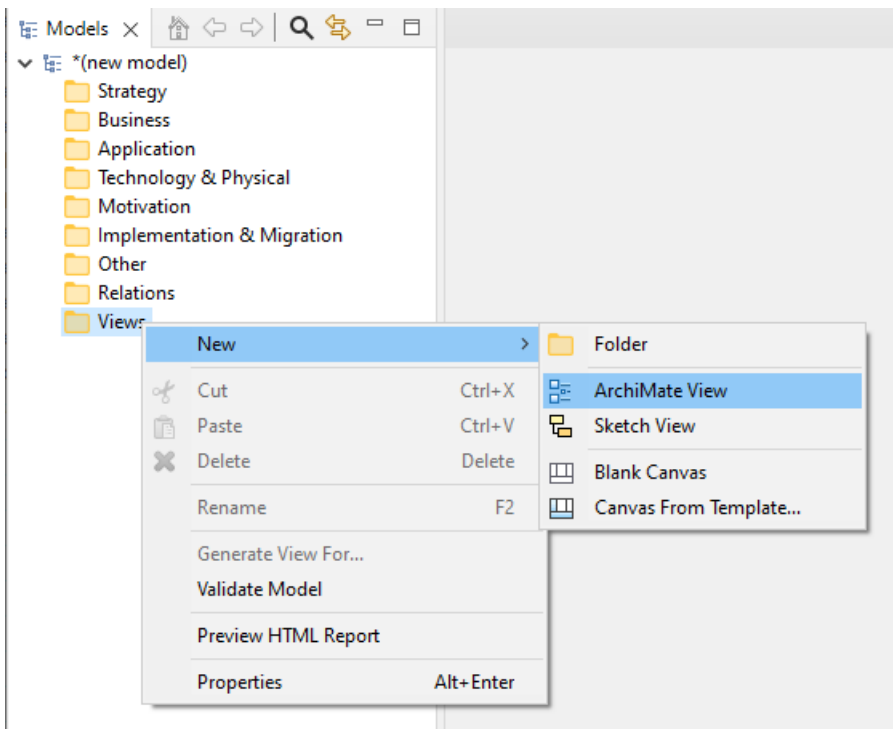 Models
*(new model)
Strategy
Business
Application
Technology & Physical
Motivation
Implementation & Migration
Other
Relations
Views
New
Cut Ctrl+X
Paste Ctrl+V
Delete Delete
Rename F2
Generate View For...
Validate Model
Preview HTML Report
Properties Alt+Enter
Folder
ArchiMate View
Sketch View
Blank Canvas
Canvas From Template...